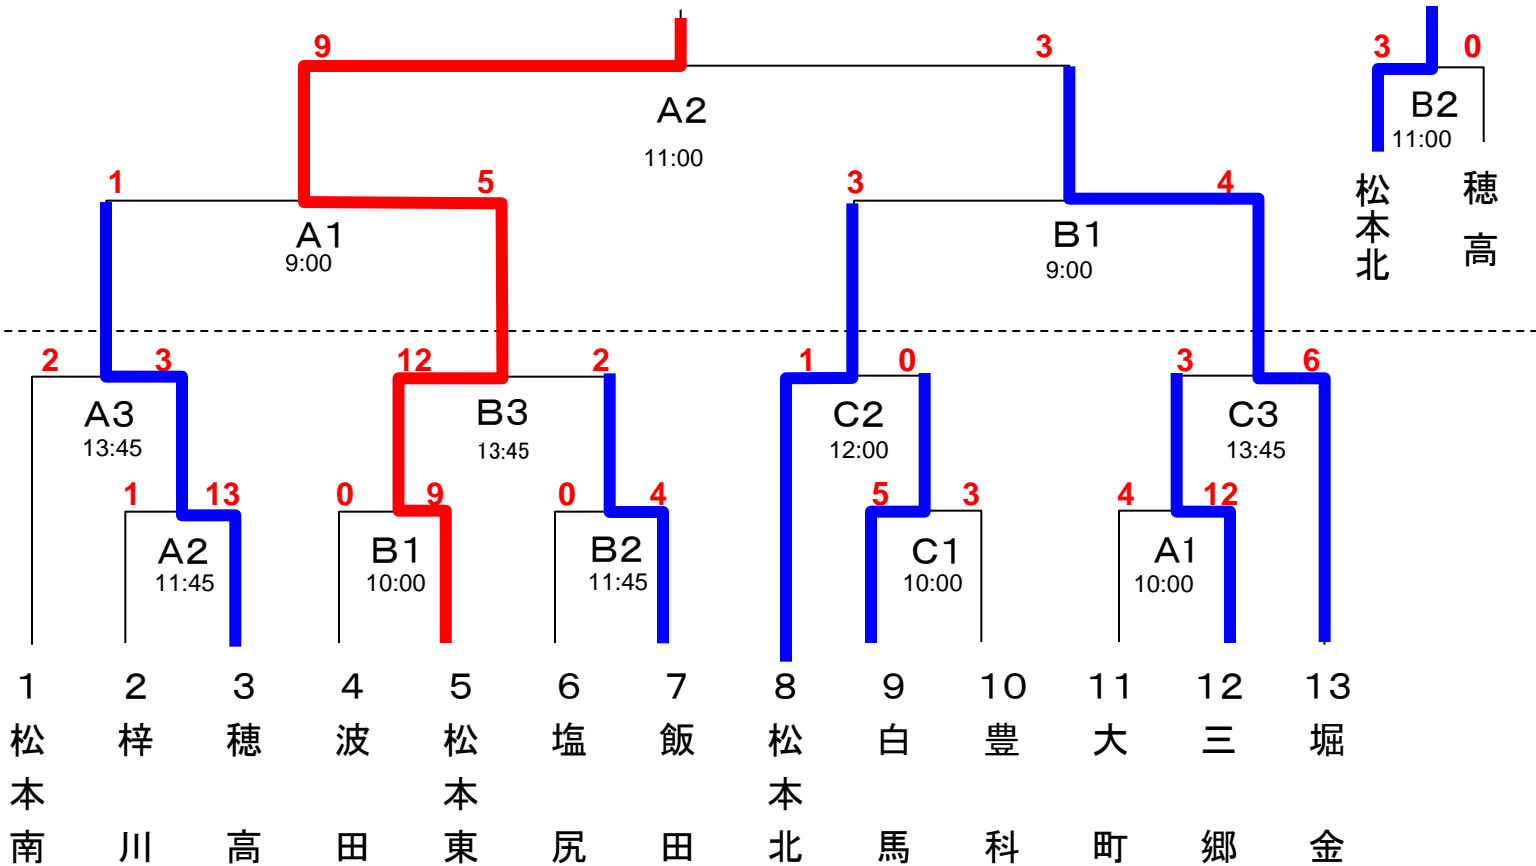 9 3 3 0
A2 B2
11:00 11:00
1 5 3 4
松本北 穂高
A1 B1
9:00 9:00
2 3 12 2 1 0 3 6
A3 B3 C2 C3
13:45 13:45 12:00 13:45
1 13 0 9 0 4 5 3 4 12
A2 B1 B2 C1 A1
11:45 10:00 11:45 10:00 10:00
1 2 3 4 5 6 7 8 9 10 11 12 13
松本南 梓川 穂高 波田 松本東 塩尻 飯田 松本北 白馬 豊科 大町 三郷 堀金